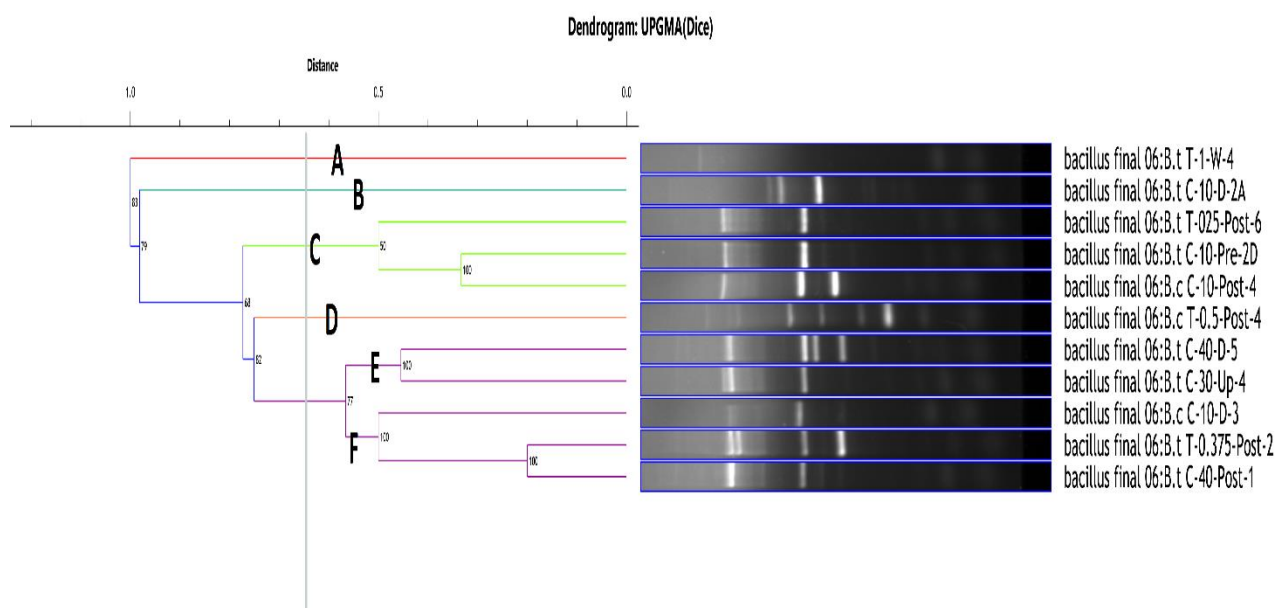 Dendrogram: UPGMA(Dice)
Distance
1.0 0.5 0.0
A bacillus final 06:B.t T-1-W-4
B bacillus final 06:B.t C-10-D-2A
83
bacillus final 06:B.t T-025-Post-6
79 C 50
bacillus final 06:B.t C-10-Pre-2D
100
bacillus final 06:B.c C-10-Post-4
68
D bacillus final 06:B.c T-0.5-Post-4
62
bacillus final 06:B.t C-40-D-5
E 100
bacillus final 06:B.t C-30-Up-4
77
bacillus final 06:B.c C-10-D-3
F 100
bacillus final 06:B.t T-0.375-Post-2
100
bacillus final 06:B.t C-40-Post-1